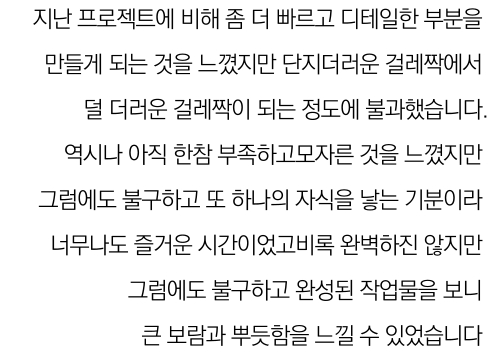 지난 프로젝트에 비해 좀 더 빠르고 디테일한 부분을
만들게 되는 것을 느꼈지만 단지더러운 걸레짝에서
덜 더러운 걸레짝이 되는 정도에 불과했습니다.
역시나 아직 한참 부족하고모자른 것을 느꼈지만
그럼에도 불구하고 또 하나의 자식을 낳는 기분이라
너무나도 즐거운 시간이었고비록 완벽하진 않지만
그럼에도 불구하고 완성된 작업물을 보니
큰 보람과 뿌듯함을 느낄 수 있었습니다